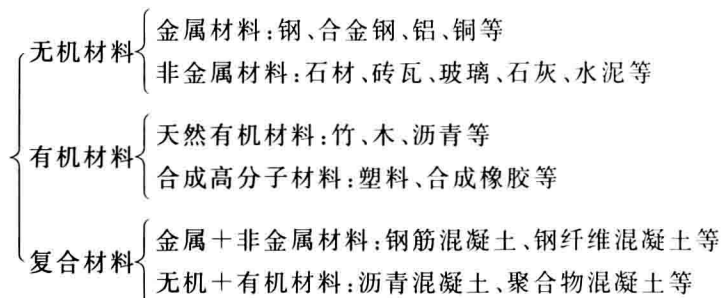 无机材料
金属材料:钢、合金钢、铝、铜等
非金属材料:石材、砖瓦、玻璃、石灰、水泥等
有机材料
天然有机材料:竹、木、沥青等
合成高分子材料:塑料、合成橡胶等
复合材料
金属+非金属材料:钢筋混凝土、钢纤维混凝土等
无机+有机材料:沥青混凝土、聚合物混凝土等